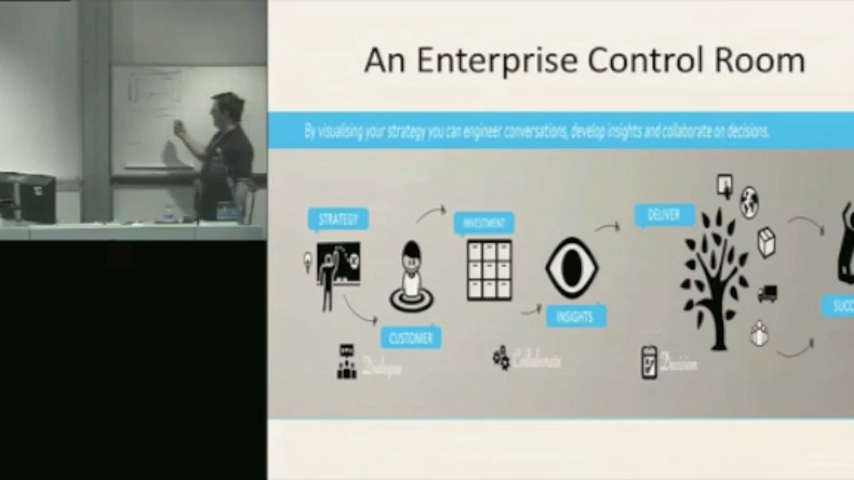 An Enterprise Control Room
By visualising your strategy you can engineer conversations, develop insights and collaborate on decisions.
STRATEGY
INVESTMENT
DELIVER
CUSTOMER
INSIGHTS
SUCC
Dialogue
Collaborate
Decision